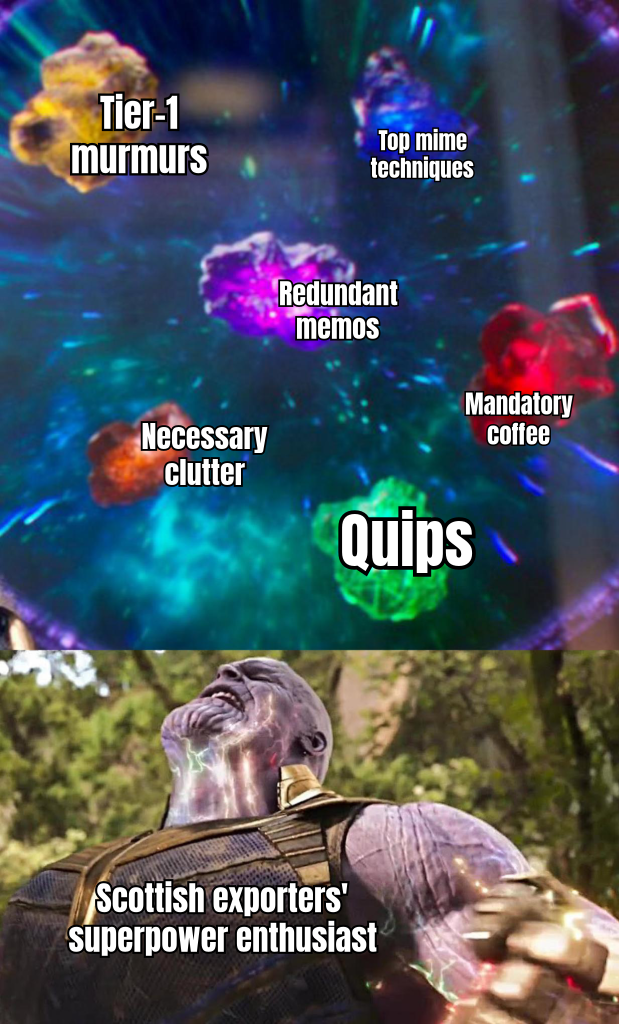 Tier-1
murmurs
Top mime
techniques
Redundant
memos
Mandatory
coffee
Necessary
clutter
Quips
Scottish exporters'
superpower enthusiast